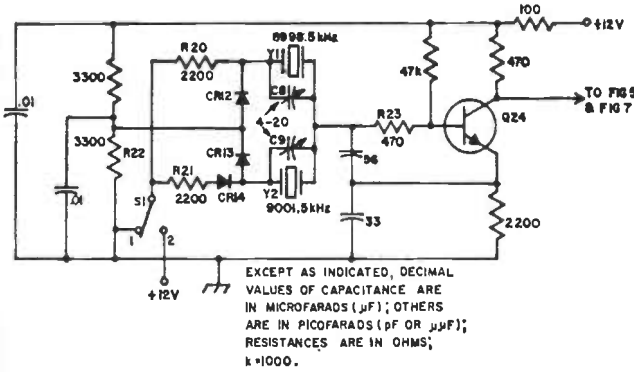 100
+12V
8998.5kHz
R20
2200
Y1
3300
.01
CR12
C8
4-20
47k
470
TO FIG 5
& FIG 7
Q24
R23
470
3300
R22
CR13
C9
56
R21
2200
CR14
Y2
9001.5kHz
.01
S1
33
2200
1
2
+12V
EXCEPT AS INDICATED, DECIMAL
VALUES OF CAPACITANCE ARE
IN MICROFARADS (µF); OTHERS
ARE IN PICOFARADS (pF OR µµF);
RESISTANCES ARE IN OHMS;
k=1000.